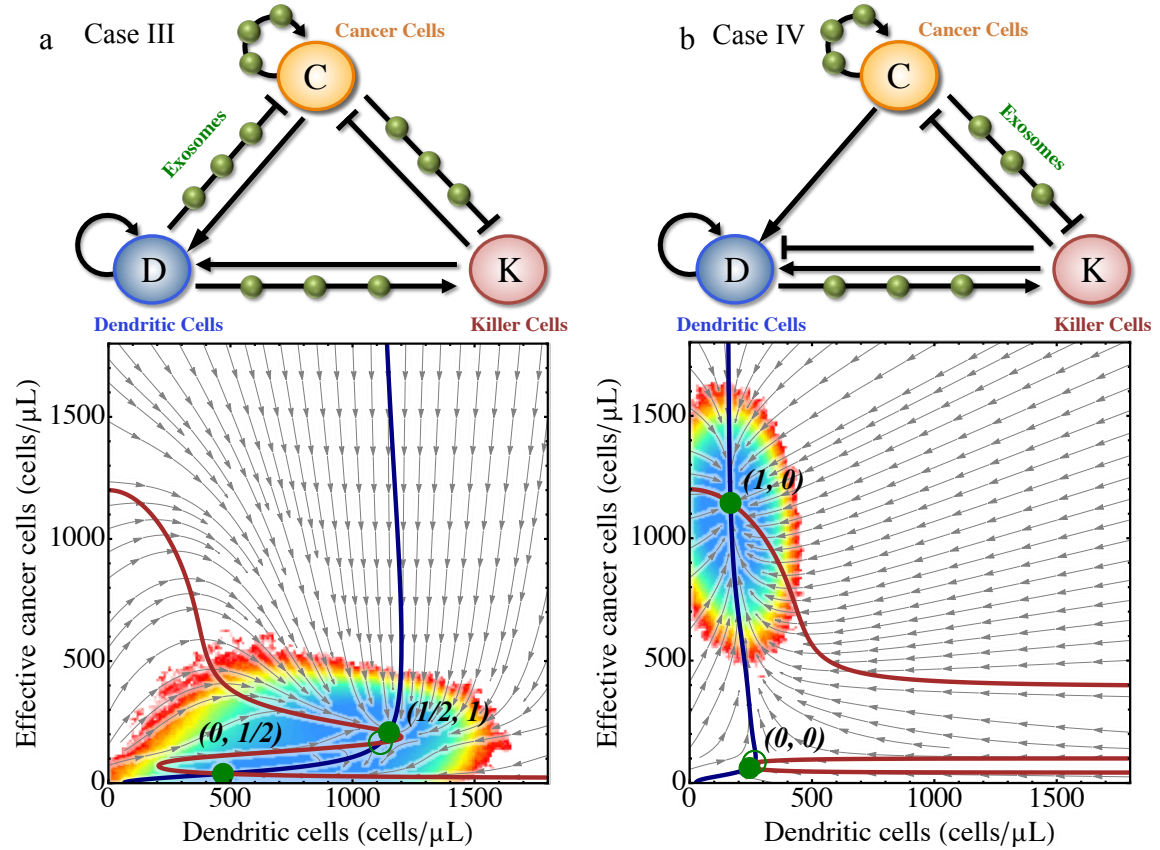 a Case III
Cancer Cells
C
Exosomes
D
K
Dendritic Cells
Killer Cells
Effective cancer cells (cells/μL)
1500
1000
500
0
(0, 1/2)
(1/2, 1)
0 500 1000 1500
Dendritic cells (cells/μL)
b Case IV
Cancer Cells
C
Exosomes
D
K
Dendritic Cells
Killer Cells
Effective cancer cells (cells/μL)
1500
1000
500
0
(1, 0)
(0, 0)
0 500 1000 1500
Dendritic cells (cells/μL)